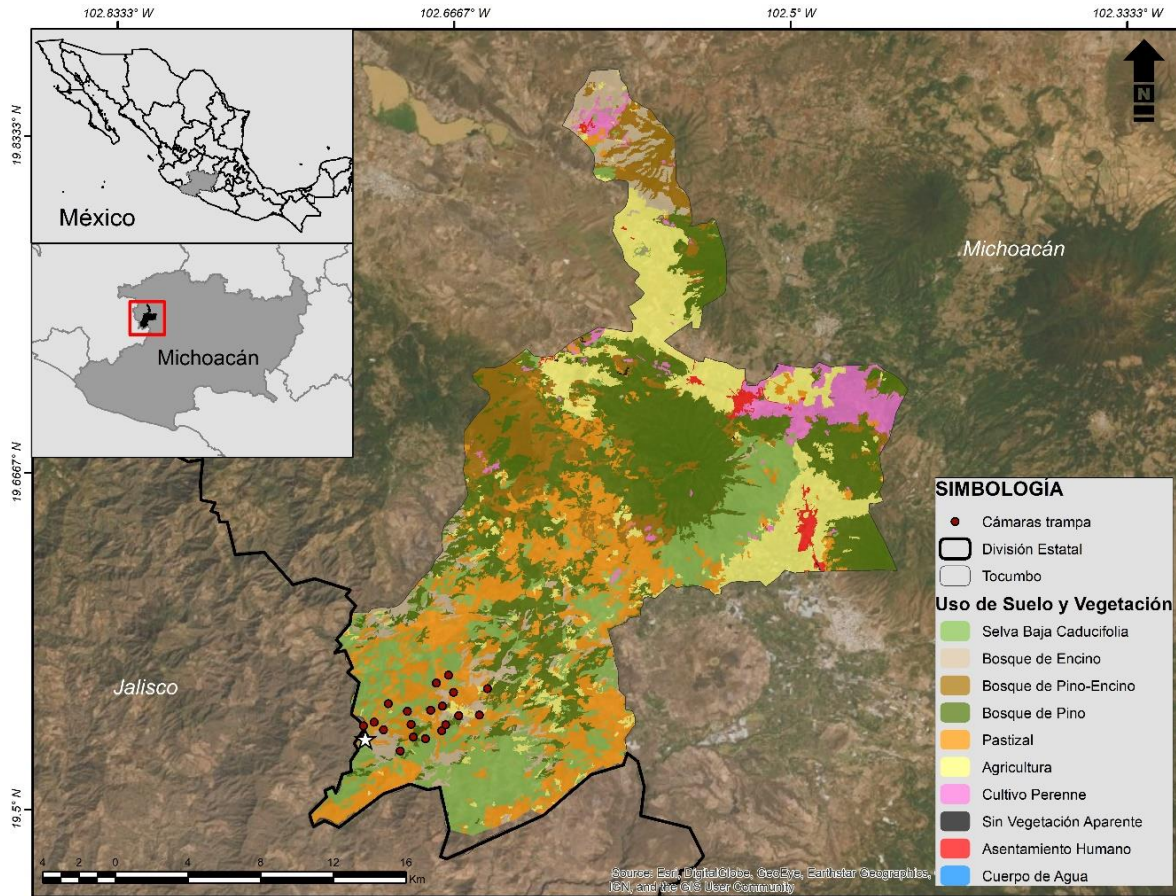 102.8333° W
102.6667° W
102.5° W
102.3333° W
19.8333° N
19.6667° N
19.5° N
México
Michoacán
Michoacán
Jalisco
N
SIMBOLOGÍA
Cámaras trampa
División Estatal
Tocumbo
Uso de Suelo y Vegetación
Selva Baja Caducifolia
Bosque de Encino
Bosque de Pino-Encino
Bosque de Pino
Pastizal
Agricultura
Cultivo Perenne
Sin Vegetación Aparente
Asentamiento Humano
Cuerpo de Agua
4 2 0 4 8 12 16
Km
Source: Esri, DigitalGlobe, GeoEye, Earthstar Geographics,
IGN, and the GIS User Community